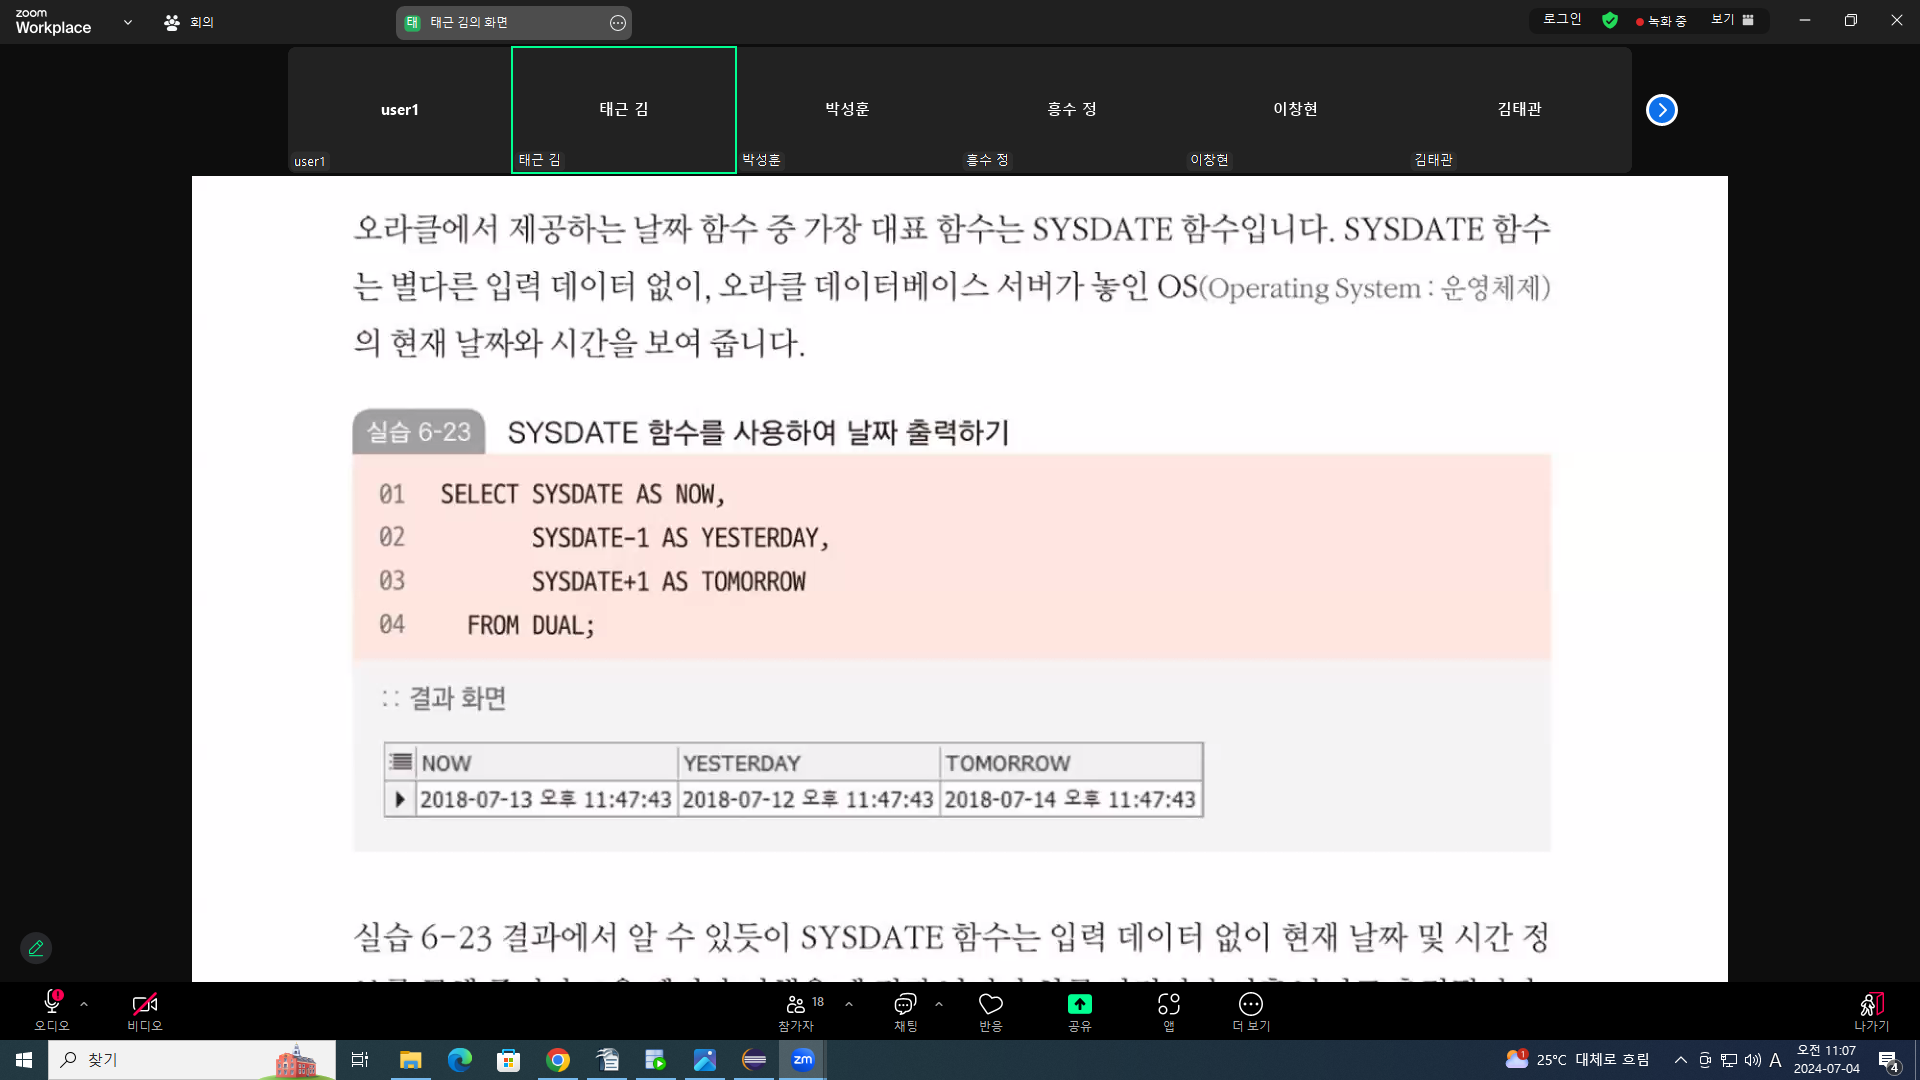 zoom
Workplace
회의
태 태근 김의 화면
로그인
녹화 중
보기
user1
태근 김
박성훈
흥수 정
이창현
김태관
user1
태근 김
박성훈
흥수 정
이창현
김태관
오라클에서 제공하는 날짜 함수 중 가장 대표 함수는 SYSDATE 함수입니다. SYSDATE 함수
는 별다른 입력 데이터 없이, 오라클 데이터베이스 서버가 놓인 OS(Operating System : 운영체제)
의 현재 날짜와 시간을 보여 줍니다.
실습 6-23 SYSDATE 함수를 사용하여 날짜 출력하기
01 SELECT SYSDATE AS NOW,
02 SYSDATE-1 AS YESTERDAY,
03 SYSDATE+1 AS TOMORROW
04 FROM DUAL;
:: 결과 화면
NOW YESTERDAY TOMORROW
2018-07-13 오후 11:47:43 2018-07-12 오후 11:47:43 2018-07-14 오후 11:47:43
실습 6-23 결과에서 알 수 있듯이 SYSDATE 함수는 입력 데이터 없이 현재 날짜 및 시간 정
오디오
비디오
참가자 18
채팅
반응
공유
앱
더 보기
나가기
찾기
zm
1 25°C 대체로 흐림
A
오전 11:07
2024-07-04
4